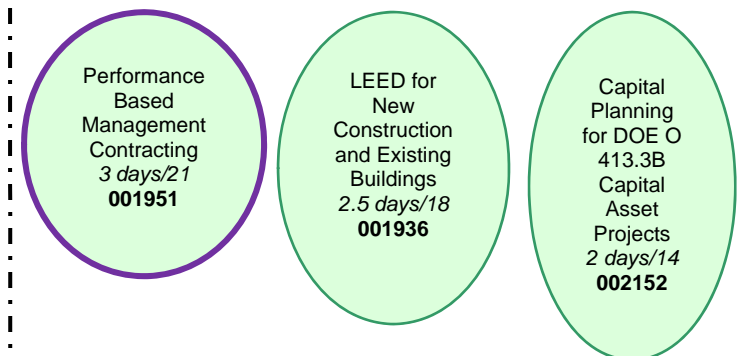 Performance
Based
Management
Contracting
3 days/21
001951
LEED for
New
Construction
and Existing
Buildings
2.5 days/18
001936
Capital
Planning
for DOE O
413.3B
Capital
Asset
Projects
2 days/14
002152